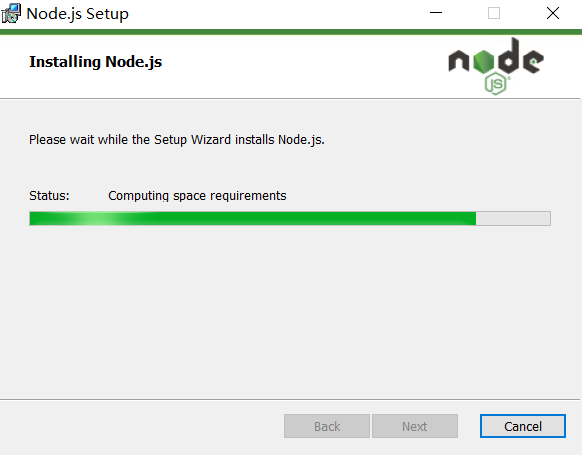 Node.js Setup
node
JS
Installing Node.js
Please wait while the Setup Wizard installs Node.js.
Status: Computing space requirements
Back Next Cancel